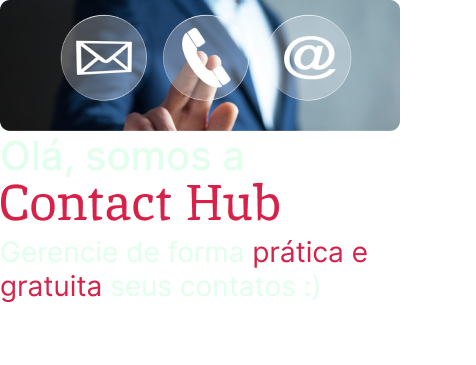 @
Olá, somos a
Contact Hub
Gerencie de forma prática e
gratuita seus contatos :)